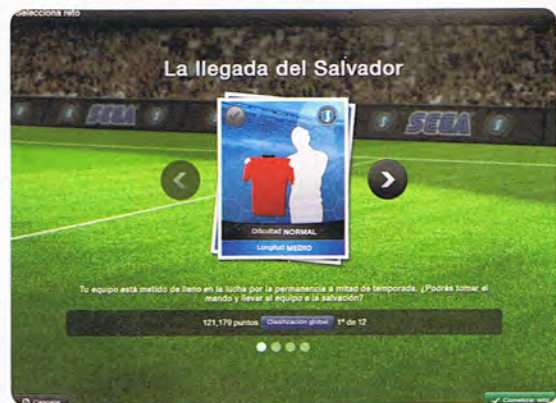 Selecciona reto
La llegada del Salvador
SEGA
SEGA
Dificultad NORMAL
Longitud MEDIO
Tu equipo está metido de lleno en la lucha por la permanencia a mitad de temporada. ¿Podrás tomar el
mando y llevar al equipo a la salvación?
121,179 puntos Clasificación global 1º de 12
Cancelar
Comenzar reto